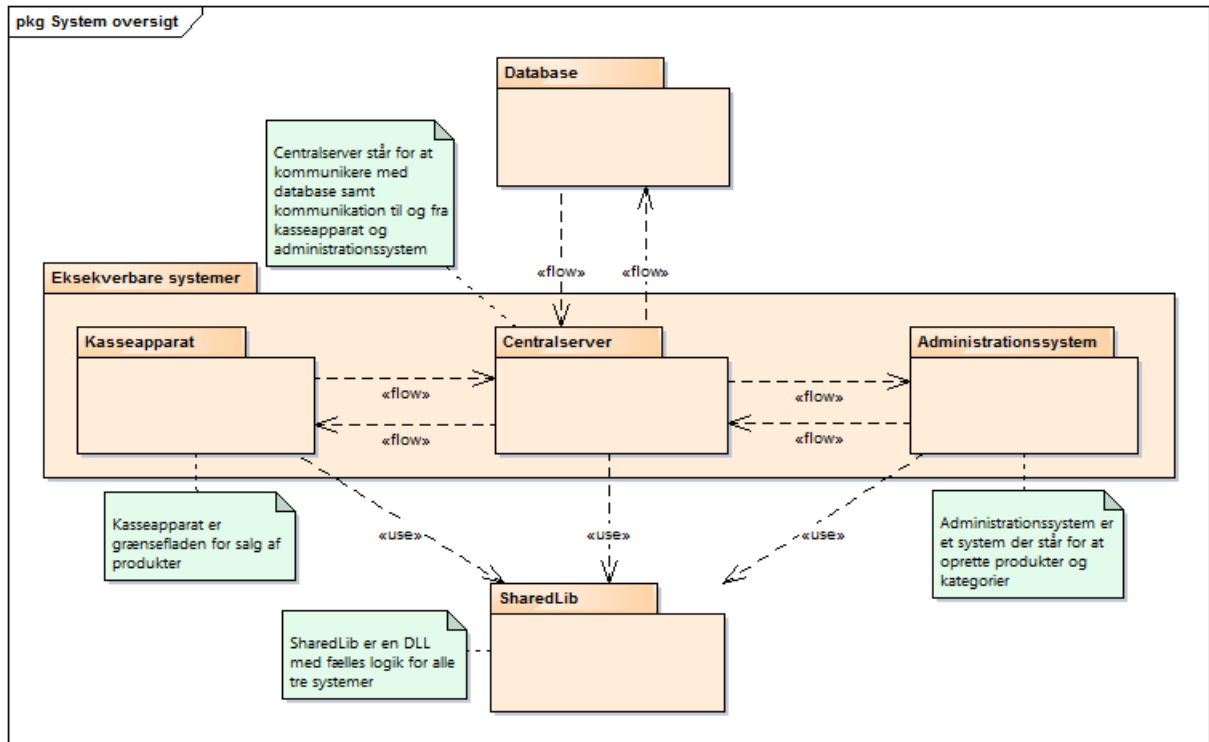 pkg System oversigt
Database
Centralserver står for at
kommunikere med
database samt
kommunikation til og fra
kasseapparat og
administrationssystem
«flow»
«flow»
Eksekverbare systemer
Kasseapparat
Centralserver
Administrationssystem
«flow»
«flow»
«flow»
«flow»
Kasseapparat er
grænsefladen for salg af
produkter
Administrationssystem er
et system der står for at
oprette produkter og
kategorier
«use»
«use»
«use»
SharedLib
SharedLib er en DLL
med fælles logik for alle
tre systemer